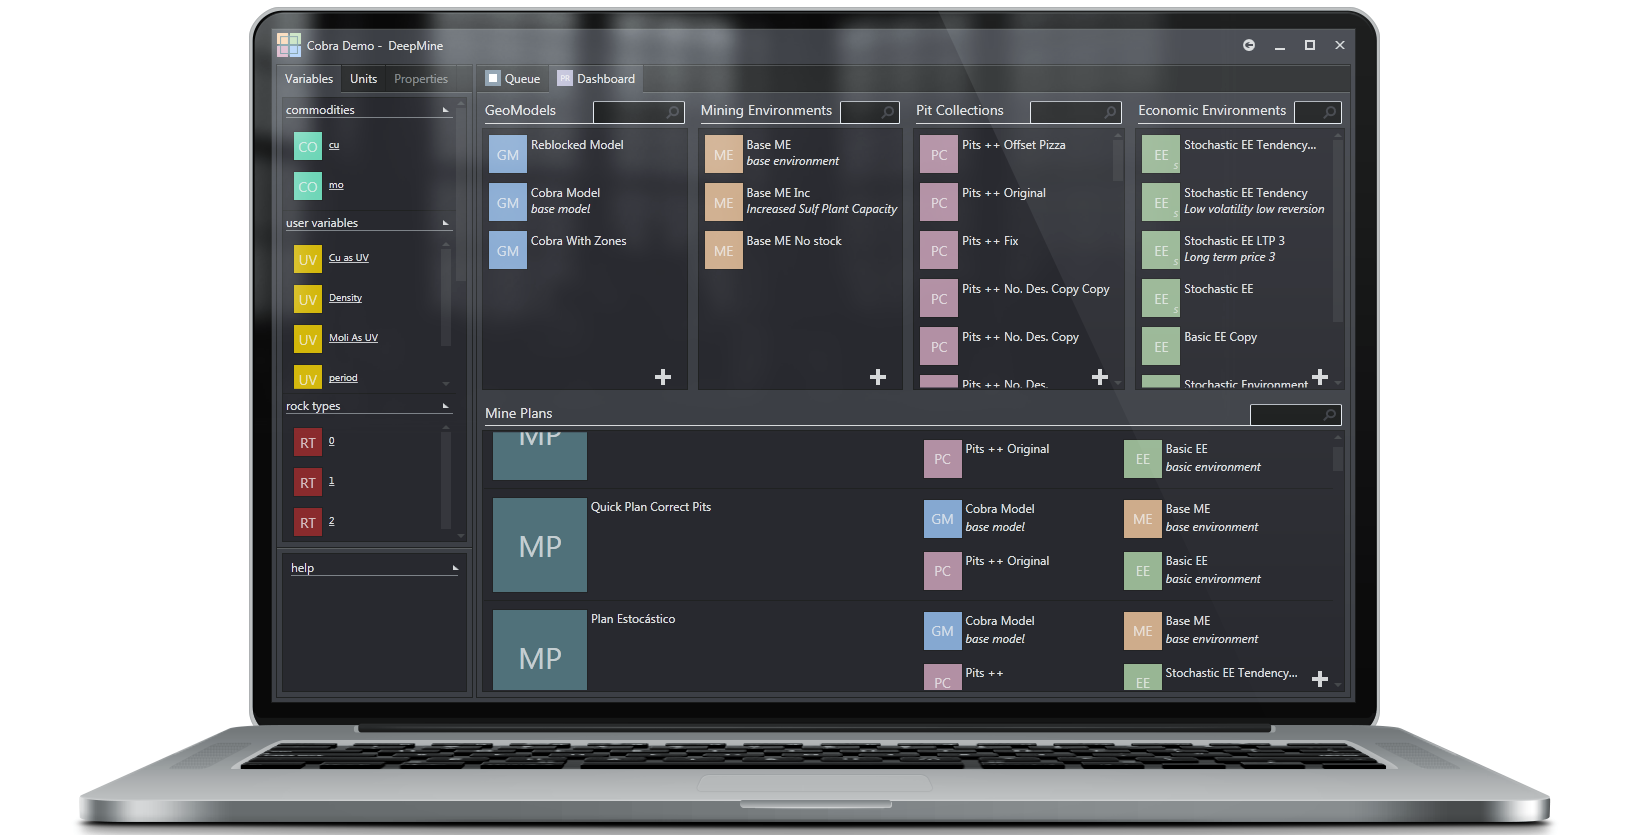 Cobra Demo - DeepMine
Variables Units Properties
commodities
CO cu
CO mo
user variables
UV Cu as UV
UV Density
UV Moli As UV
UV period
rock types
RT 0
RT 1
RT 2
help
Queue PR Dashboard
GeoModels
GM Reblocked Model
GM Cobra Model
base model
GM Cobra With Zones
Mining Environments
ME Base ME
base environment
ME Base ME Inc
Increased Sulf Plant Capacity
ME Base ME No stock
Pit Collections
PC Pits ++ Offset Pizza
PC Pits ++ Original
PC Pits ++ Fix
PC Pits ++ No. Des. Copy Copy
PC Pits ++ No. Des. Copy
Pits ++ No. Des.
Economic Environments
EE s Stochastic EE Tendency...
EE s Stochastic EE Tendency
Low volatility low reversion
EE s Stochastic EE LTP 3
Long term price 3
EE s Stochastic EE
EE Basic EE Copy
Stochastic Environment
Mine Plans
MP
PC Pits ++ Original
EE Basic EE
basic environment
MP Quick Plan Correct Pits
GM Cobra Model
base model
ME Base ME
base environment
PC Pits ++ Original
EE Basic EE
basic environment
MP Plan Estocástico
GM Cobra Model
base model
ME Base ME
base environment
PC Pits ++
EE Stochastic EE Tendency...